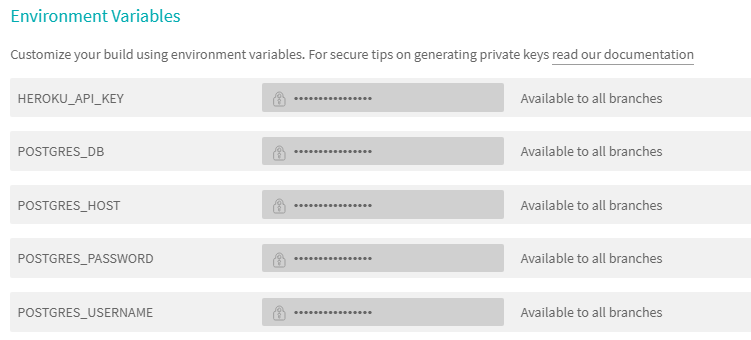 Environment Variables
Customize your build using environment variables. For secure tips on generating private keys read our documentation
HEROKU_API_KEY •••••••••••••••• Available to all branches
POSTGRES_DB •••••••••••••••• Available to all branches
POSTGRES_HOST •••••••••••••••• Available to all branches
POSTGRES_PASSWORD •••••••••••••••• Available to all branches
POSTGRES_USERNAME •••••••••••••••• Available to all branches